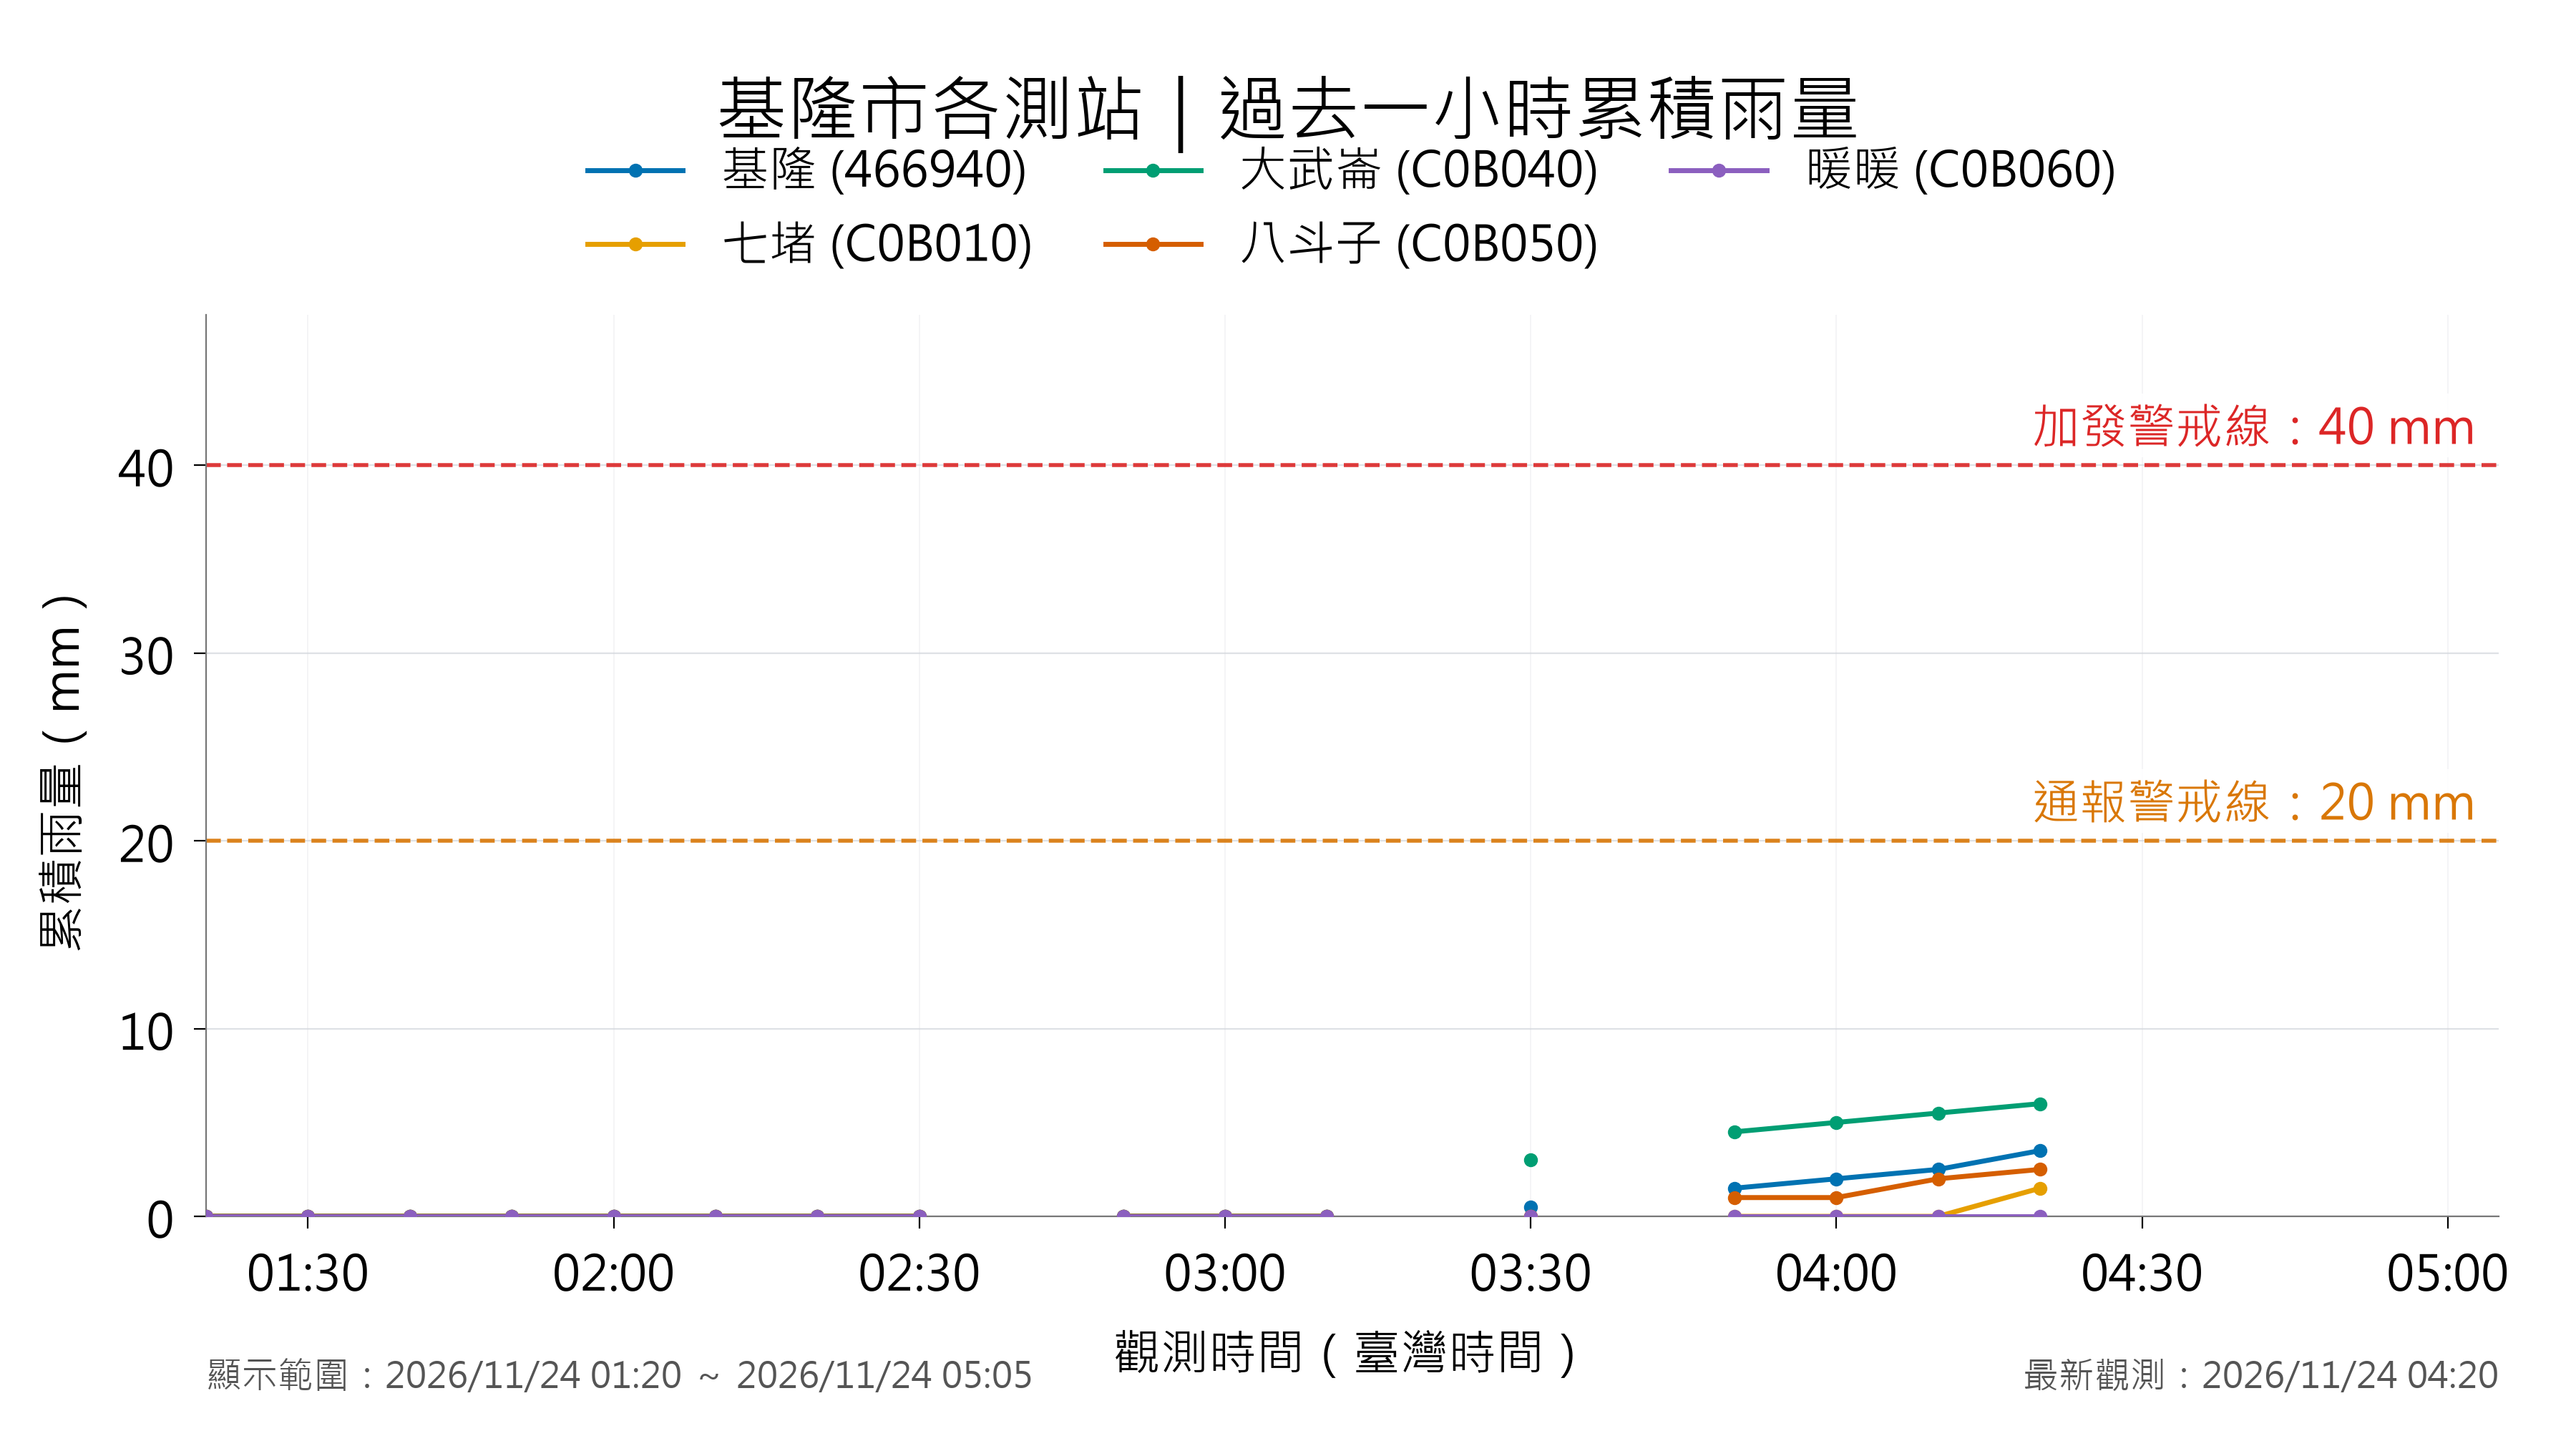 基隆市各測站｜過去一小時累積雨量
基隆 (466940)
大武崙 (C0B040)
暖暖 (C0B060)
七堵 (C0B010)
八斗子 (C0B050)
累積雨量（mm）
加發警戒線：40 mm
40
30
通報警戒線：20 mm
20
10
0
01:30
02:00
02:30
03:00
03:30
04:00
04:30
05:00
觀測時間（臺灣時間）
顯示範圍：2026/11/24 01:20 ~ 2026/11/24 05:05
最新觀測：2026/11/24 04:20